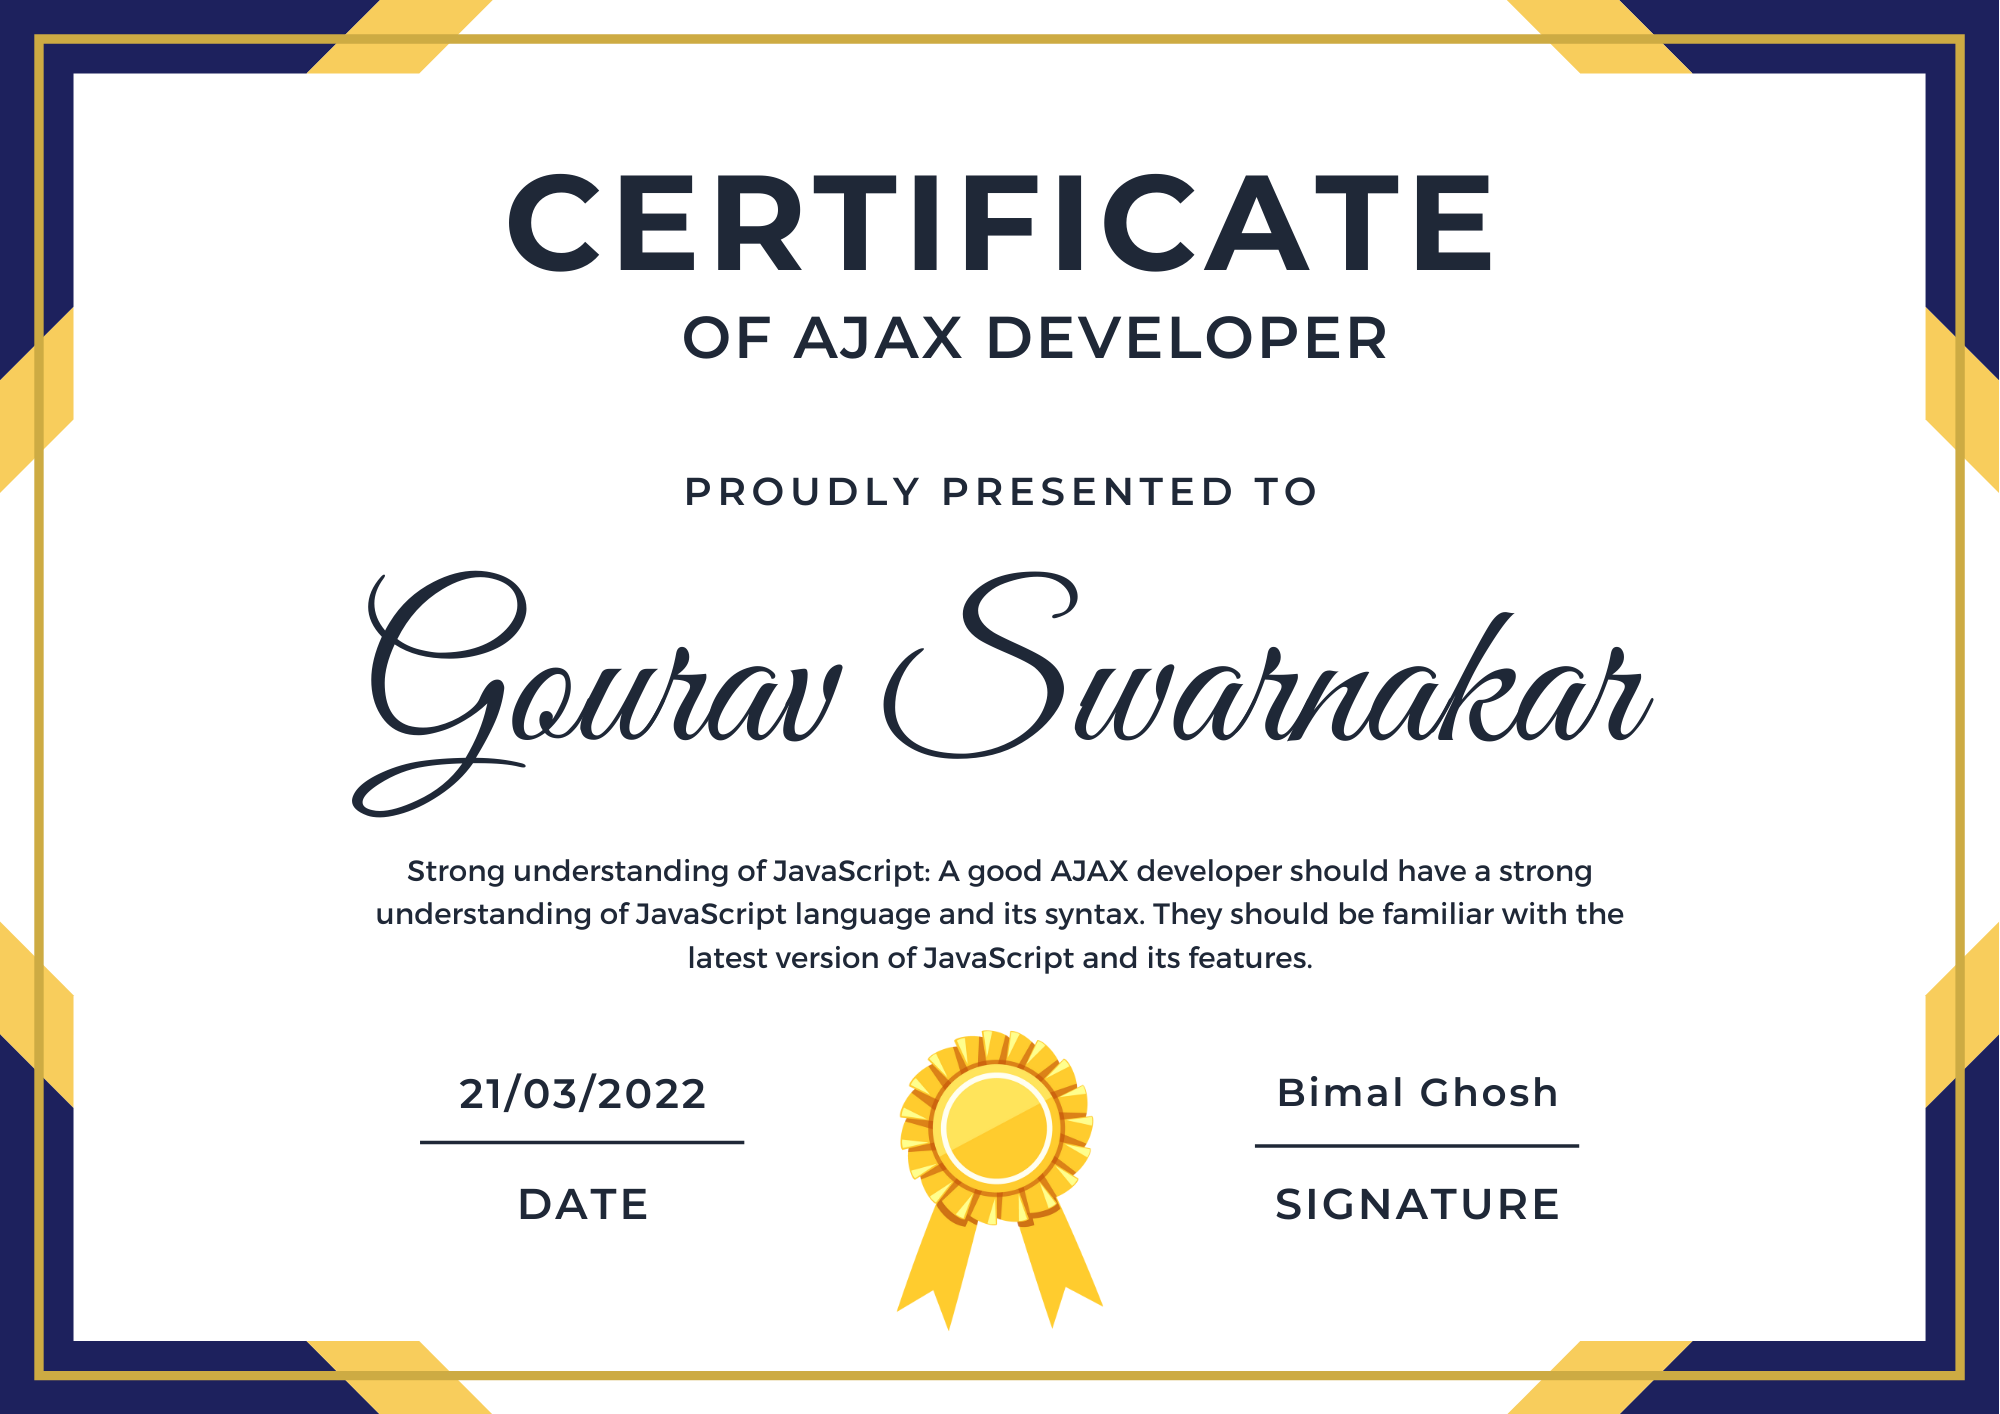 CERTIFICATE
OF AJAX DEVELOPER
PROUDLY PRESENTED TO
Gourav Swarnakar
Strong understanding of JavaScript: A good AJAX developer should have a strong
understanding of JavaScript language and its syntax. They should be familiar with the
latest version of JavaScript and its features.
21/03/2022
DATE
Bimal Ghosh
SIGNATURE